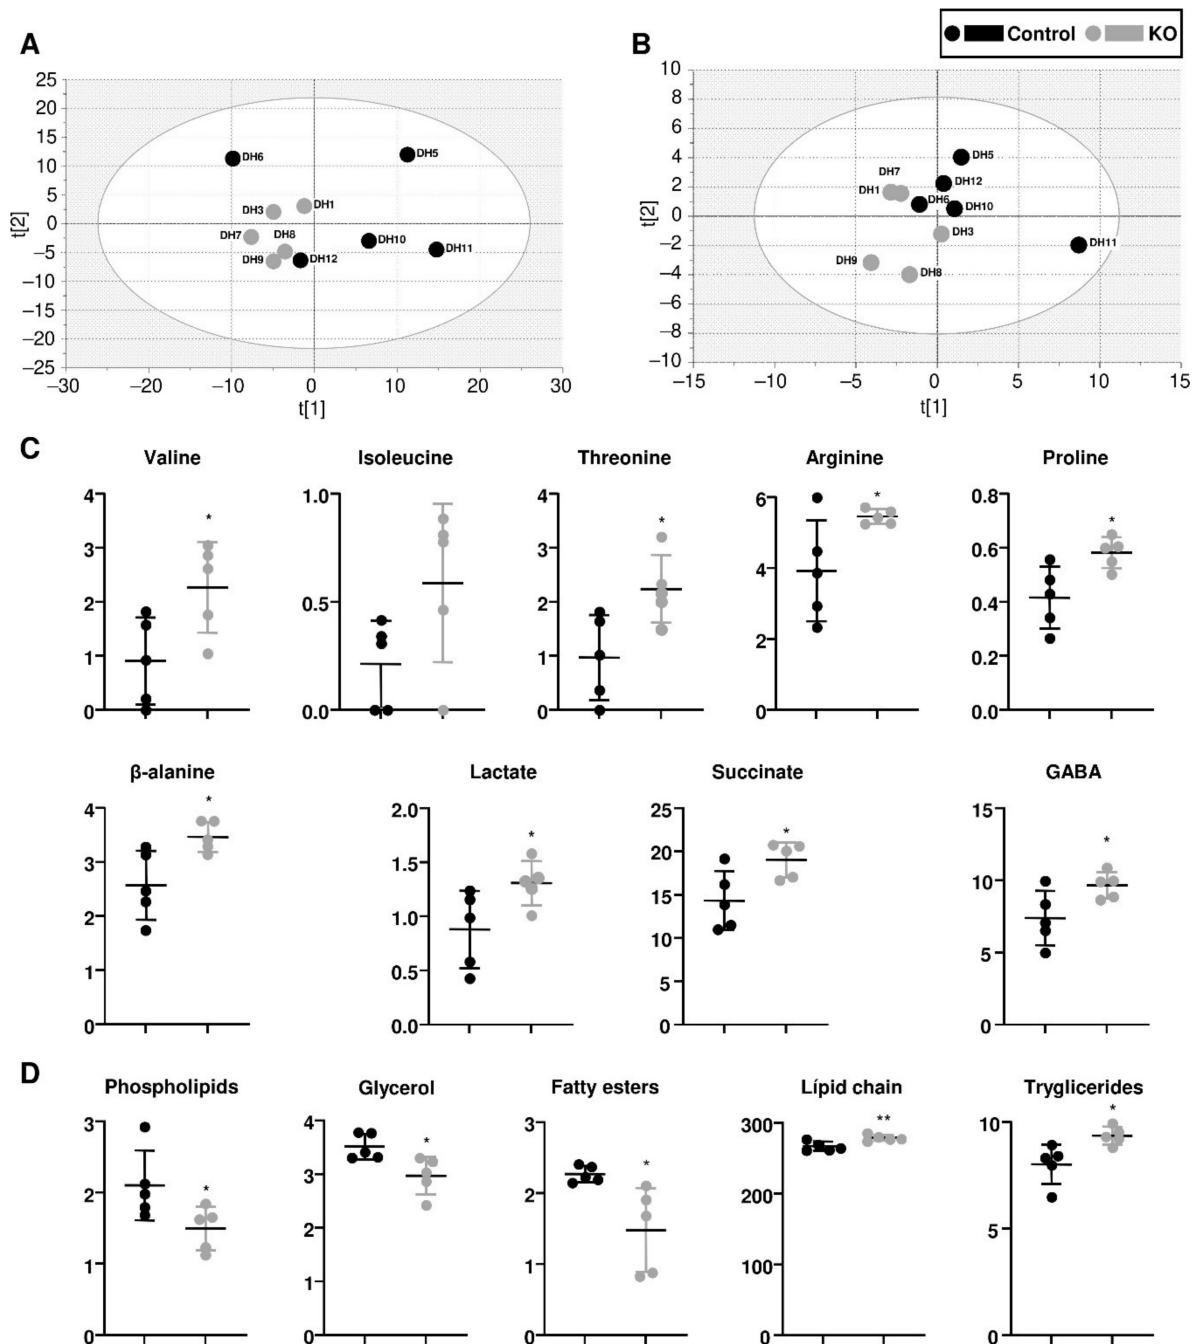 Control KO
A
B
25
20
15
10
5
0
−5
−10
−15
−20
−25
t[2]
DH6
DH5
DH3
DH1
DH7
DH8
DH9
DH12
DH10
DH11
−30 −20 −10 0 10 20 30
t[1]
10
8
6
4
2
0
−2
−4
−6
−8
−10
t[2]
DH5
DH7
DH12
DH1
DH6
DH10
DH3
DH11
DH9
DH8
−15 −10 −5 0 5 10 15
t[1]
C
Valine
4
3
2
1
0
*
Isoleucine
1.0
0.5
0.0
Threonine
4
3
2
1
0
*
Arginine
6
4
2
0
*
Proline
0.8
0.6
0.4
0.2
0.0
*
β-alanine
4
3
2
1
0
*
Lactate
2.0
1.5
1.0
0.5
0.0
*
Succinate
25
20
15
10
5
0
*
GABA
15
10
5
0
*
D
Phospholipids
3
2
1
0
*
Glycerol
4
3
2
1
0
*
Fatty esters
3
2
1
0
*
Lípid chain
300
200
100
0
**
Tryglicerides
10
5
0
*